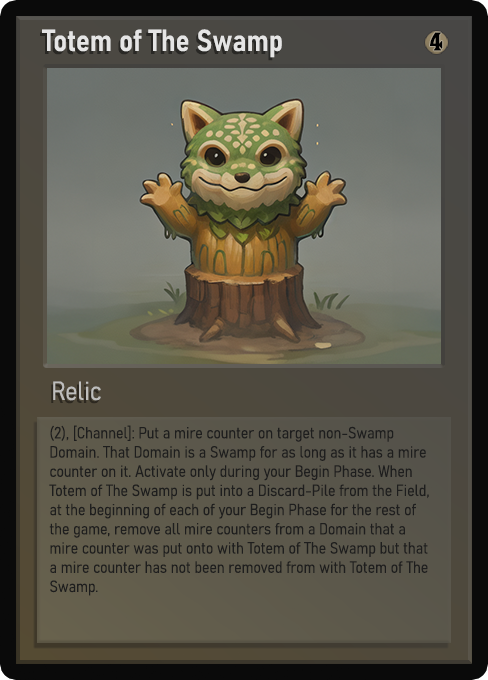 Totem of The Swamp
4
Relic
(2), [Channel]: Put a mire counter on target non-Swamp
Domain. That Domain is a Swamp for as long as it has a mire
counter on it. Activate only during your Begin Phase. When
Totem of The Swamp is put into a Discard-Pile from the Field,
at the beginning of each of your Begin Phase for the rest of
the game, remove all mire counters from a Domain that a
mire counter was put onto with Totem of The Swamp but that
a mire counter has not been removed from with Totem of The
Swamp.